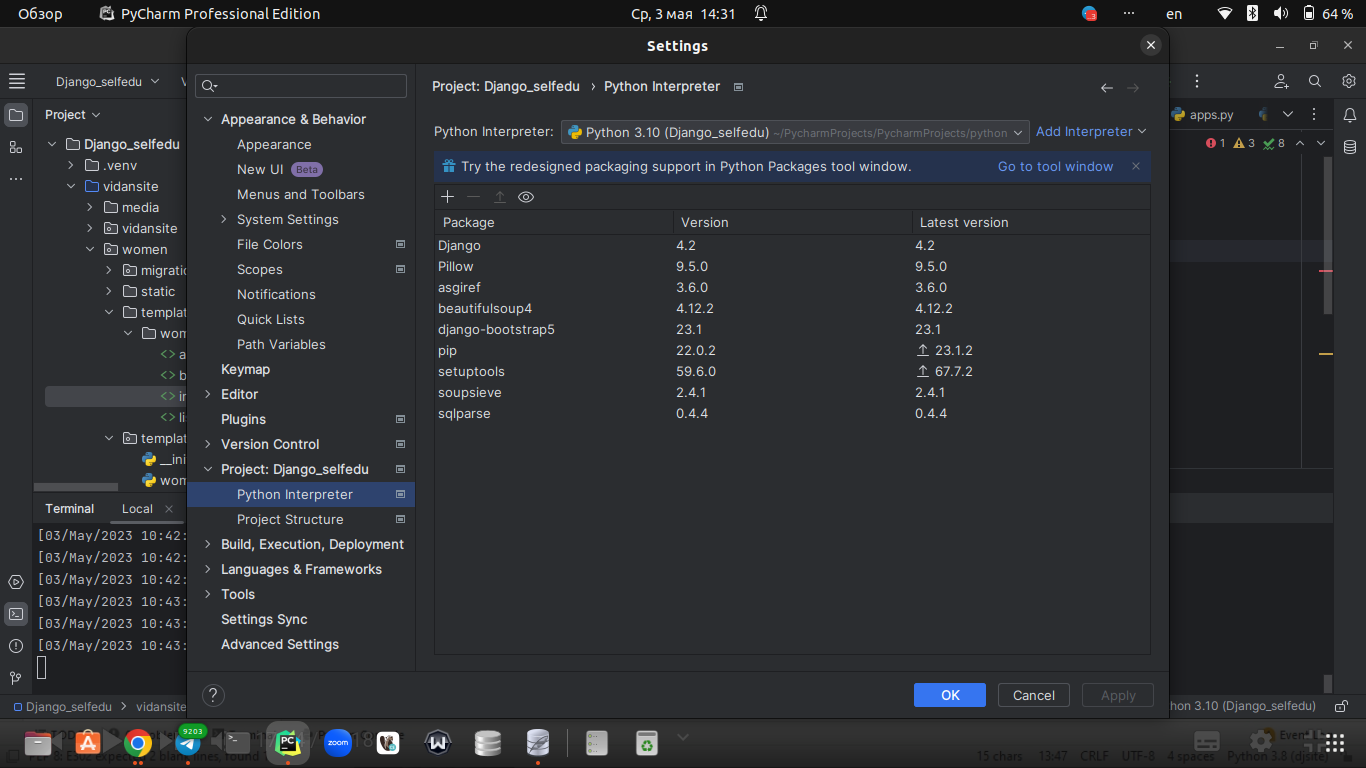 Обзор PyCharm Professional Edition Ср, 3 мая 14:31 en 64 %
Settings
Django_selfedu
Project: Django_selfedu › Python Interpreter
Project
apps.py
Appearance & Behavior
Python Interpreter: Python 3.10 (Django_selfedu) ~/PycharmProjects/PycharmProjects/python Add Interpreter
Django_selfedu
Appearance
1 3 8
.venv
New UI Beta
Try the redesigned packaging support in Python Packages tool window. Go to tool window
vidansite
Menus and Toolbars
media
System Settings
Package Version Latest version
vidansite
File Colors
Django 4.2 4.2
women
Scopes
Pillow 9.5.0 9.5.0
migratio
Notifications
asgiref 3.6.0 3.6.0
static
beautifulsoup4 4.12.2 4.12.2
templat
Quick Lists
django-bootstrap5 23.1 23.1
wom
Path Variables
pip 22.0.2 23.1.2
a
Keymap
setuptools 59.6.0 67.7.2
b
Editor
soupsieve 2.4.1 2.4.1
in
Plugins
sqlparse 0.4.4 0.4.4
li
Version Control
templat
__ini
Project: Django_selfedu
wom
Python Interpreter
Terminal Local
Project Structure
[03/May/2023 10:42:
Build, Execution, Deployment
[03/May/2023 10:42:
Languages & Frameworks
[03/May/2023 10:42:
Tools
[03/May/2023 10:43:
Settings Sync
[03/May/2023 10:43:
Advanced Settings
[03/May/2023 10:43:
? OK Cancel Apply
Django_selfedu › vidansite
hon 3.10 (Django_selfedu)
9203
zoom
PC
15 chars 13:47 CRLF UTF-8 4 spaces Python 3.8 (djsite)